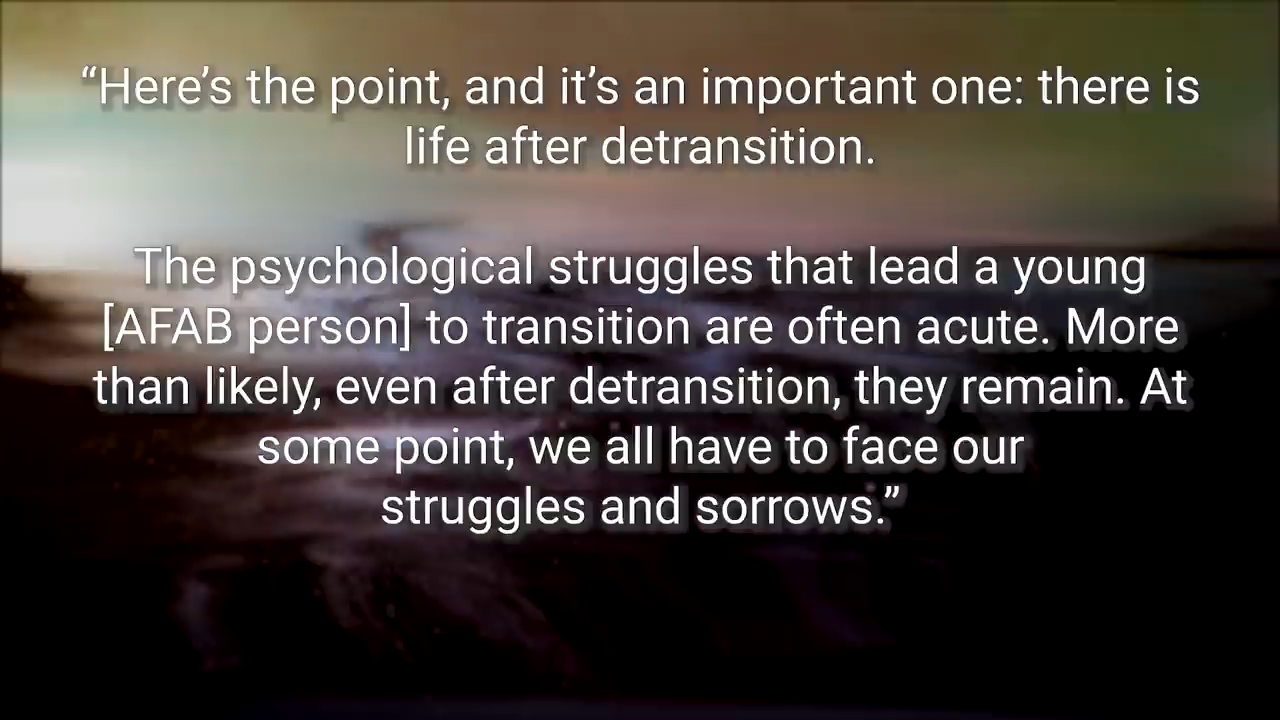 “Here’s the point, and it’s an important one: there is
life after detransition.
The psychological struggles that lead a young
[AFAB person] to transition are often acute. More
than likely, even after detransition, they remain. At
some point, we all have to face our
struggles and sorrows.”